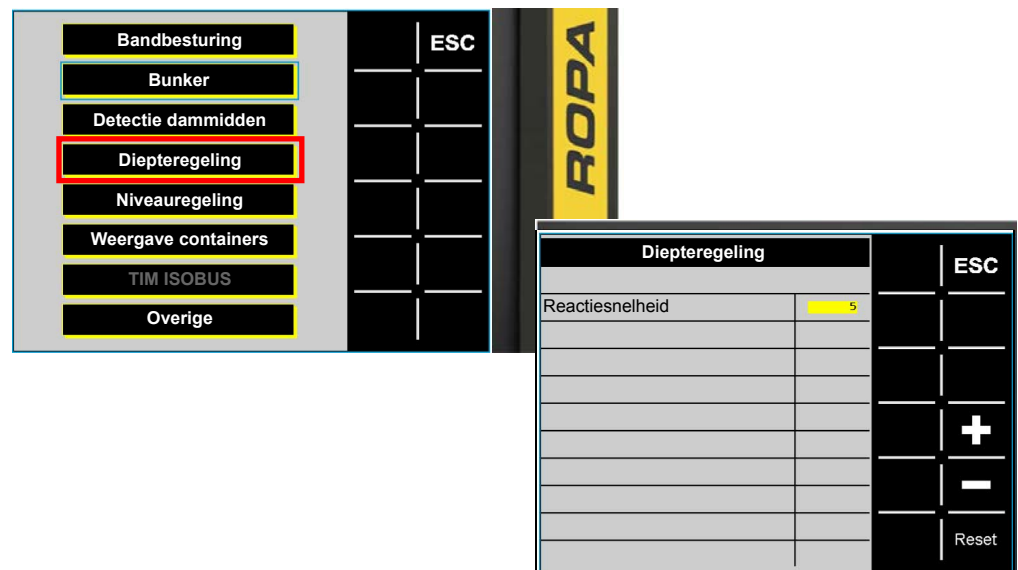 Bandbesturing
ESC
Bunker
Detectie dammidden
Diepteregeling
Niveauregeling
Weergave containers
TIM ISOBUS
Overige
ROPA
Diepteregeling
ESC
Reactiesnelheid 5
+
−
Reset